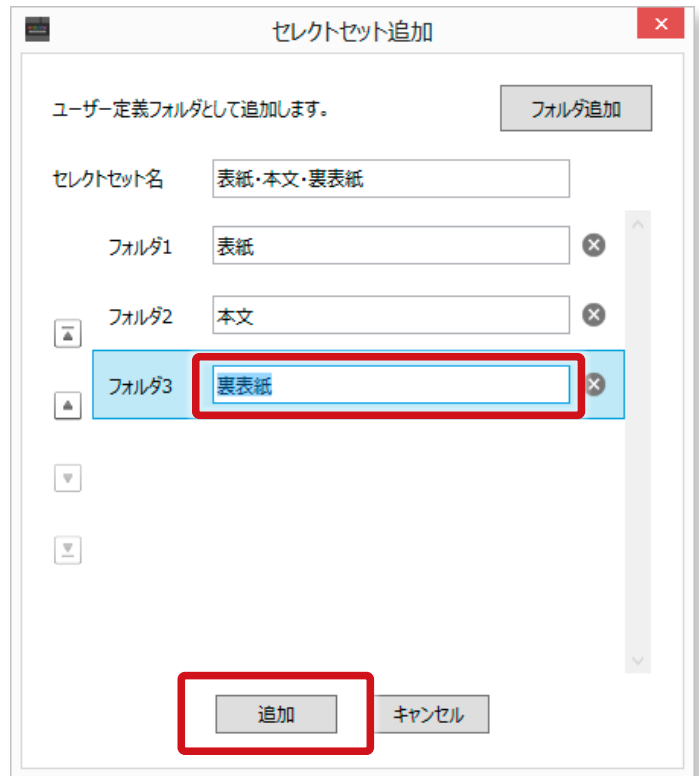 セレクトセット追加
ユーザー定義フォルダとして追加します。
フォルダ追加
セレクトセット名 表紙・本文・裏表紙
フォルダ1 表紙
フォルダ2 本文
フォルダ3 裏表紙
追加 キャンセル